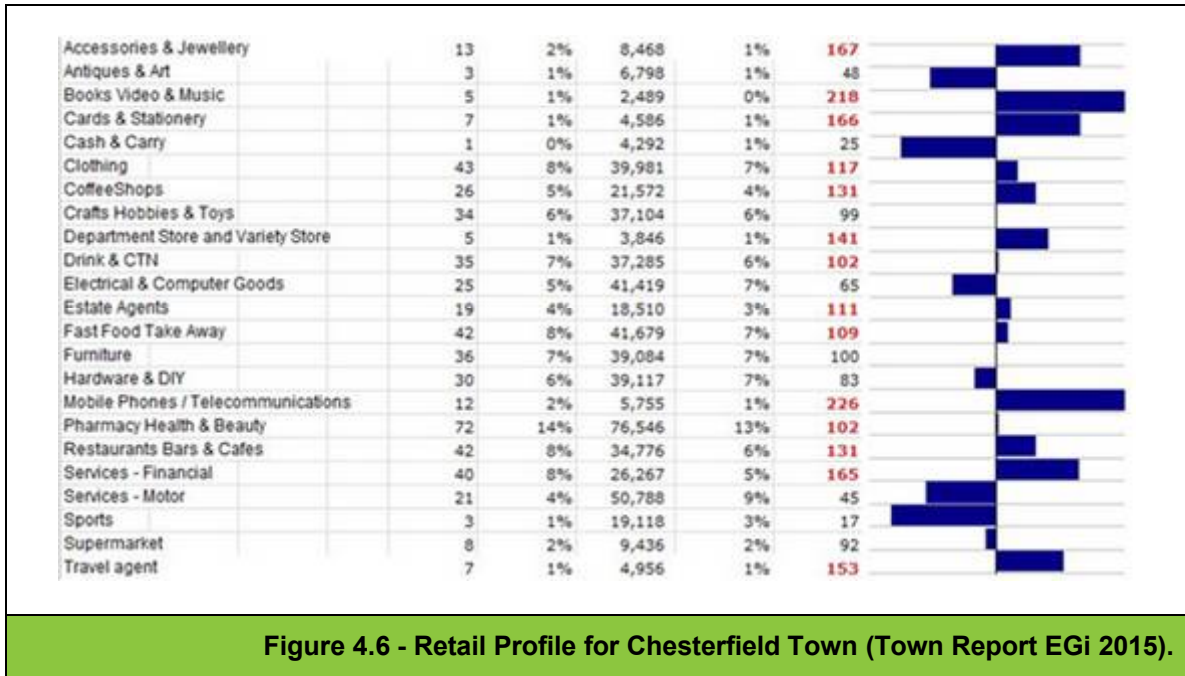 Accessories & Jewellery 13 2% 8,468 1% 167
Antiques & Art 3 1% 6,798 1% 48
Books Video & Music 5 1% 2,489 0% 218
Cards & Stationery 7 1% 4,586 1% 166
Cash & Carry 1 0% 4,292 1% 25
Clothing 43 8% 39,981 7% 117
CoffeeShops 26 5% 21,572 4% 131
Crafts Hobbies & Toys 34 6% 37,104 6% 99
Department Store and Variety Store 5 1% 3,846 1% 141
Drink & CTN 35 7% 37,285 6% 102
Electrical & Computer Goods 25 5% 41,419 7% 65
Estate Agents 19 4% 18,510 3% 111
Fast Food Take Away 42 8% 41,679 7% 109
Furniture 36 7% 39,084 7% 100
Hardware & DIY 30 6% 39,117 7% 83
Mobile Phones / Telecommunications 12 2% 5,755 1% 226
Pharmacy Health & Beauty 72 14% 76,546 13% 102
Restaurants Bars & Cafes 42 8% 34,776 6% 131
Services - Financial 40 8% 26,267 5% 165
Services - Motor 21 4% 50,788 9% 45
Sports 3 1% 19,118 3% 17
Supermarket 8 2% 9,436 2% 92
Travel agent 7 1% 4,956 1% 153
Figure 4.6 - Retail Profile for Chesterfield Town (Town Report EGi 2015).